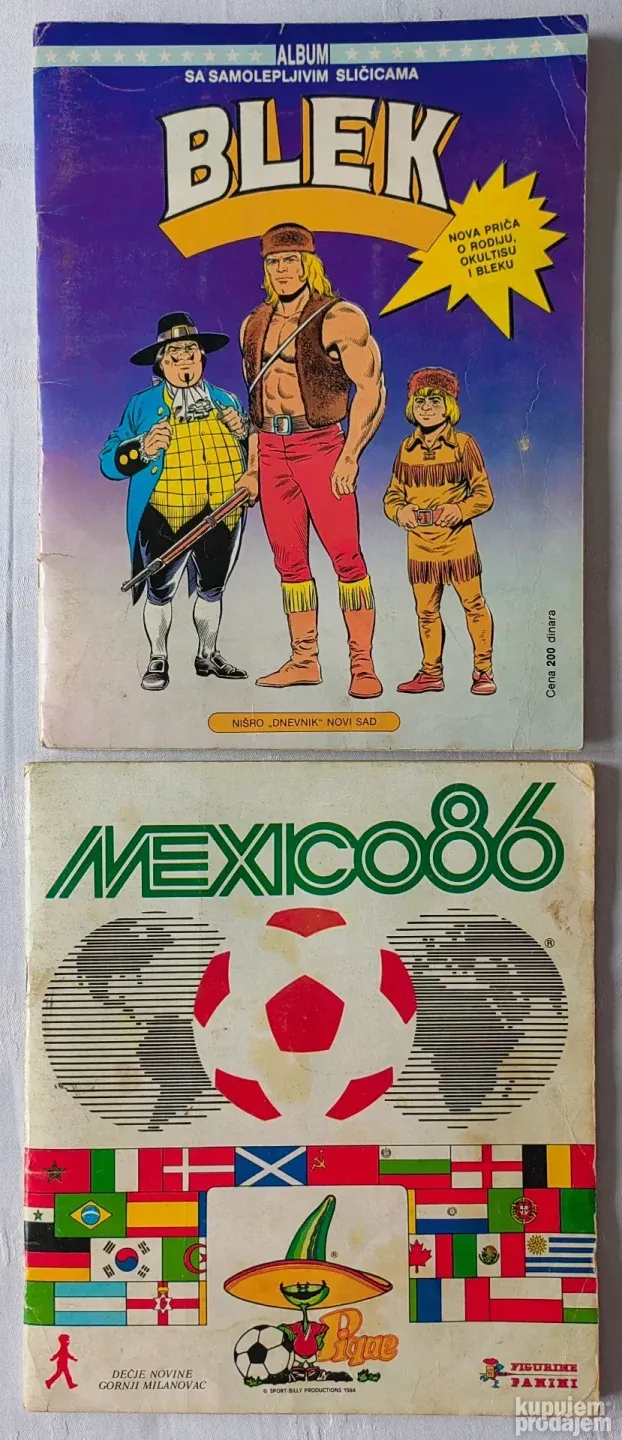 ALBUM
SA SAMOLEPLJIVIM SLIČICAMA
BLEK
NOVA PRIČA
O RODIJU,
OKULTISU
I BLEKU
Cena 200 dinara
NIŠRO „DNEVNIK“ NOVI SAD
MEXICO86
®
®
Pique
DEČJE NOVINE
GORNJI MILANOVAC
© SPORT-BILLY PRODUCTIONS 1984
FIGURINE
PANINI
kupujem
prodajem